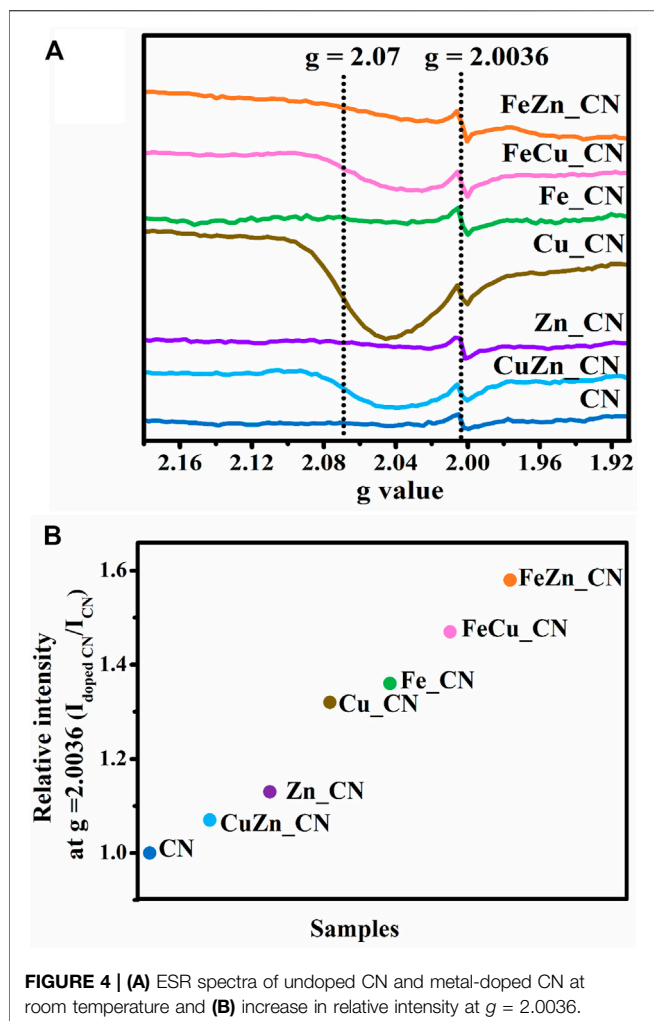 A
g = 2.07
g = 2.0036
FeZn_CN
FeCu_CN
Fe_CN
Cu_CN
Zn_CN
CuZn_CN
CN
2.16 2.12 2.08 2.04 2.00 1.96 1.92
g value
B
Relative intensity
at g =2.0036 (I doped CN/I CN)
1.6
1.4
1.2
1.0
FeZn_CN
FeCu_CN
Fe_CN
Cu_CN
Zn_CN
CuZn_CN
CN
Samples
FIGURE 4 | (A) ESR spectra of undoped CN and metal-doped CN at
room temperature and (B) increase in relative intensity at g = 2.0036.